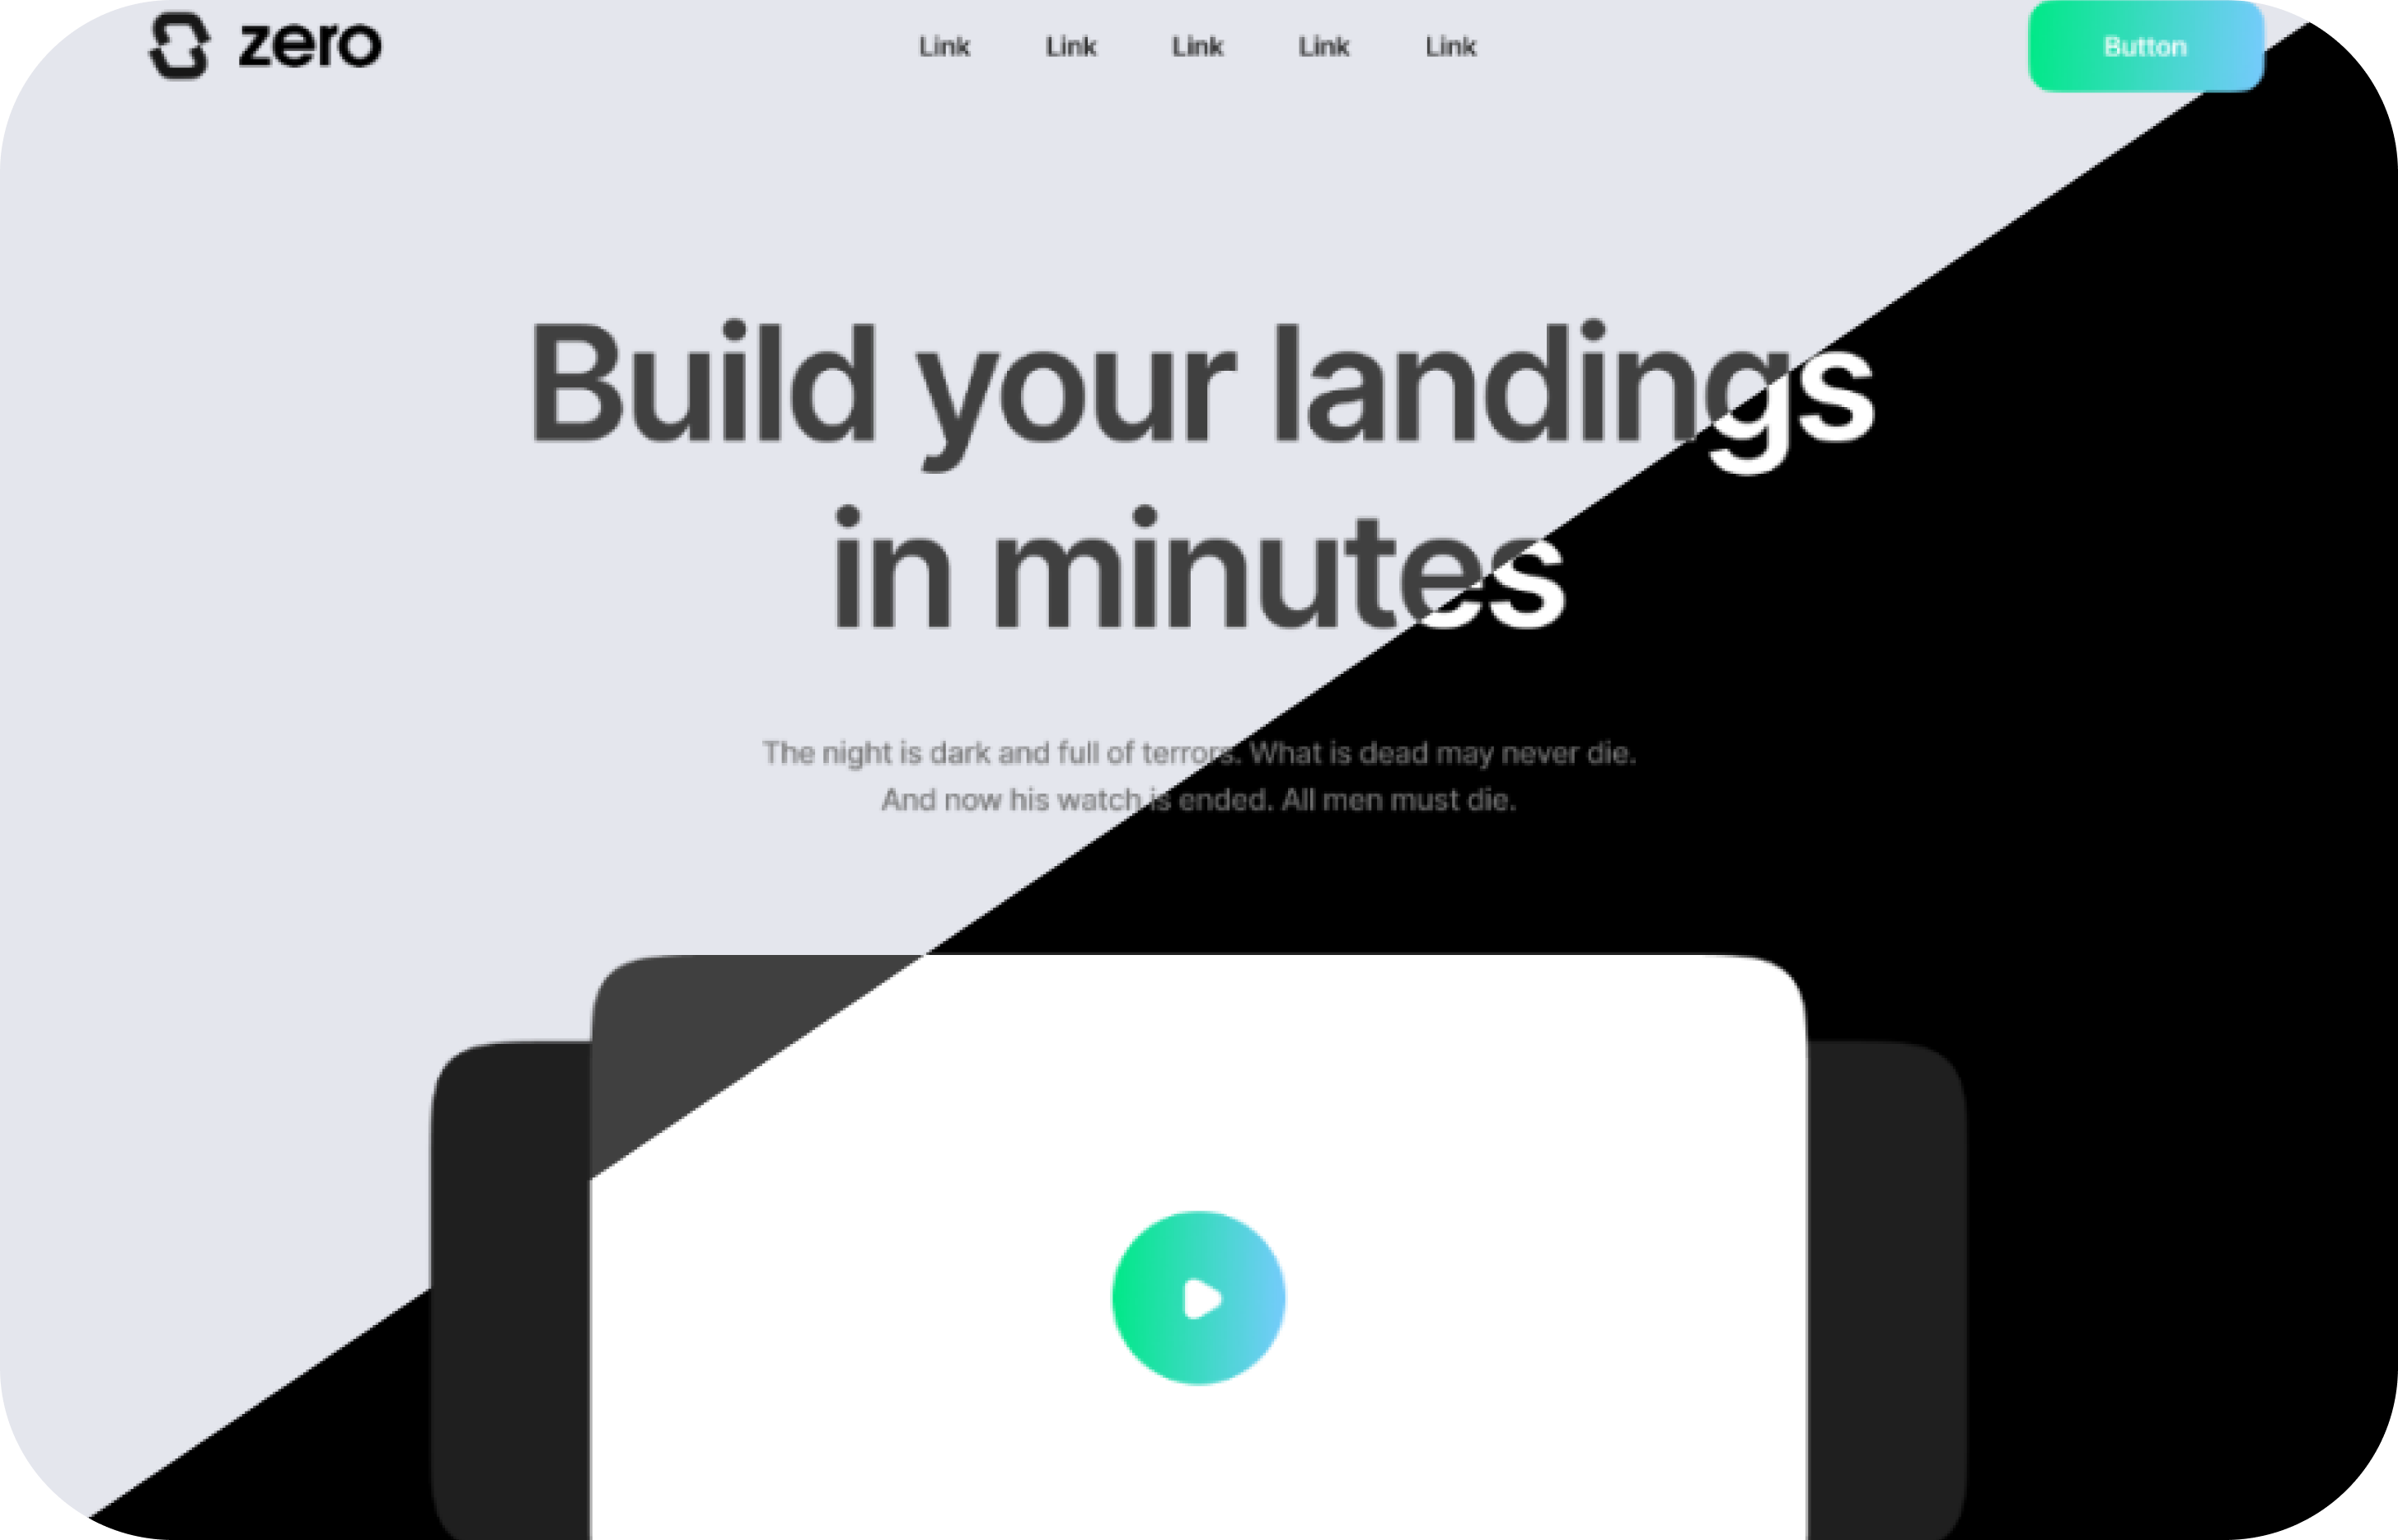 zero
Link Link Link Link Link
Button
Build your landings
in minutes
The night is dark and full of terrors. What is dead may never die.
And now his watch is ended. All men must die.